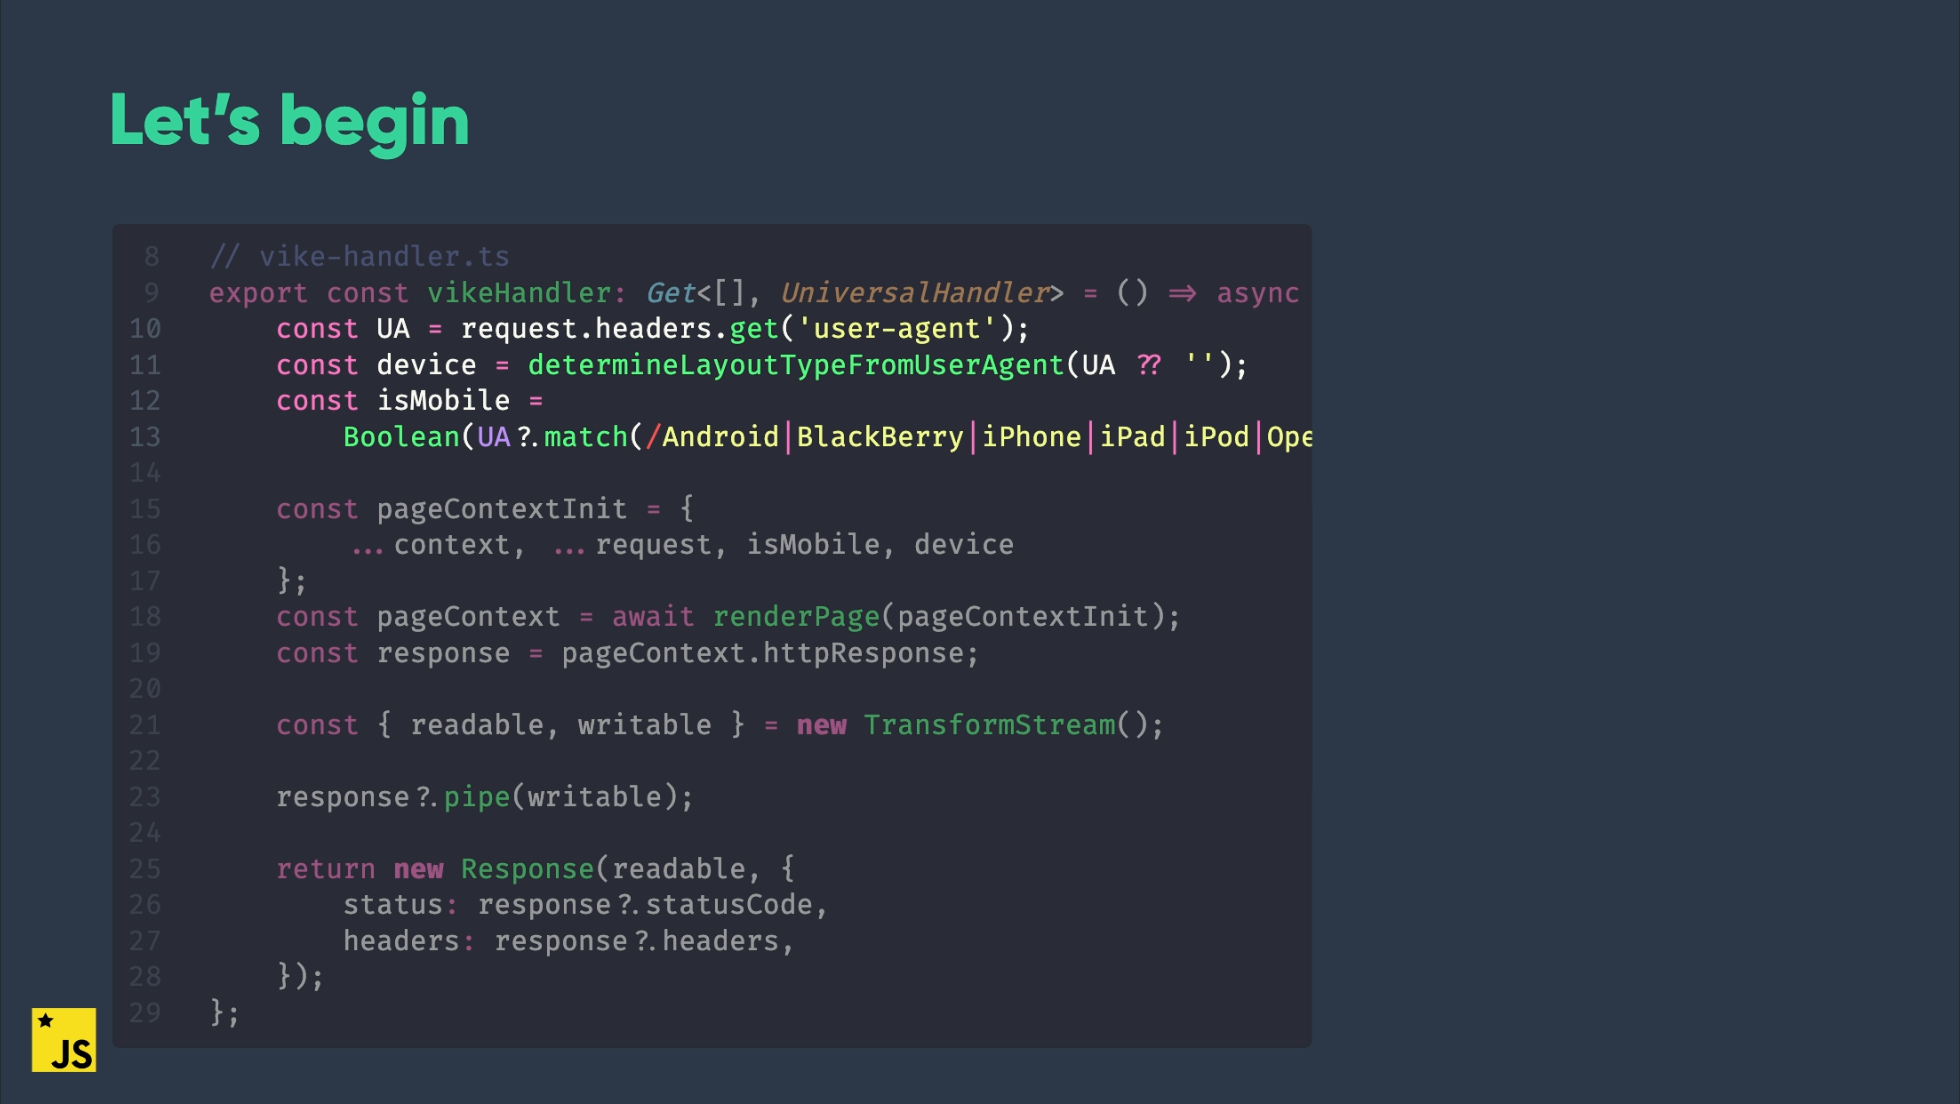 Let’s begin
8 // vike-handler.ts
9 export const vikeHandler: Get<[], UniversalHandler> = () => async
10 const UA = request.headers.get('user-agent');
11 const device = determineLayoutTypeFromUserAgent(UA ?? '');
12 const isMobile =
13 Boolean(UA?.match(/Android|BlackBerry|iPhone|iPad|iPod|Ope
14
15 const pageContextInit = {
16 ...context, ...request, isMobile, device
17 };
18 const pageContext = await renderPage(pageContextInit);
19 const response = pageContext.httpResponse;
20
21 const { readable, writable } = new TransformStream();
22
23 response?.pipe(writable);
24
25 return new Response(readable, {
26 status: response?.statusCode,
27 headers: response?.headers,
28 });
29 };
JS